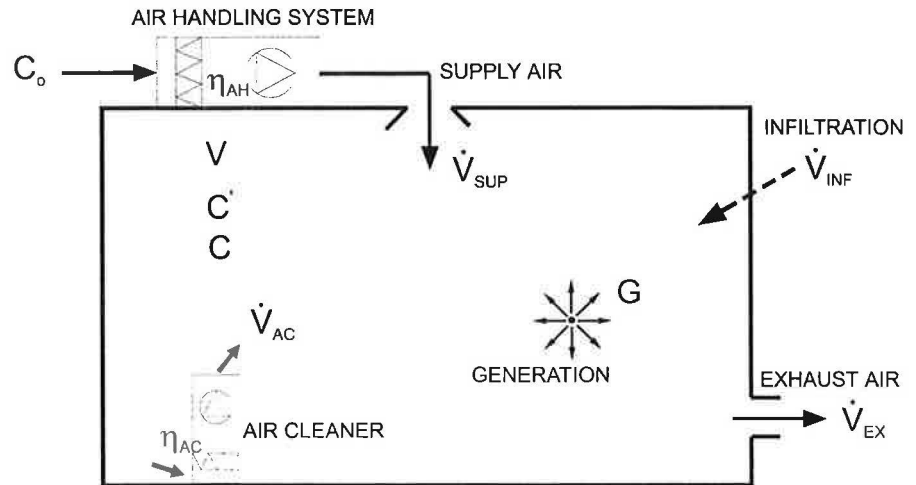 AIR HANDLING SYSTEM
Cₒ
η_AH
SUPPLY AIR
INFILTRATION
V
V̇_SUP
V̇_INF
C'
C
G
V̇_AC
GENERATION
EXHAUST AIR
AIR CLEANER
V̇_EX
η_AC